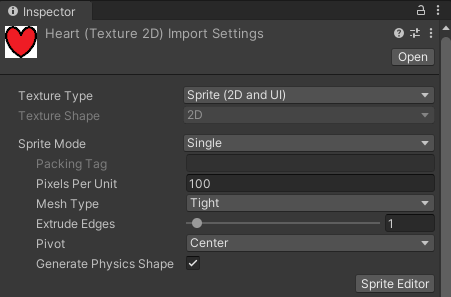 Inspector
Heart (Texture 2D) Import Settings
Open
Texture Type Sprite (2D and UI)
Texture Shape 2D
Sprite Mode Single
Packing Tag
Pixels Per Unit 100
Mesh Type Tight
Extrude Edges 1
Pivot Center
Generate Physics Shape
Sprite Editor